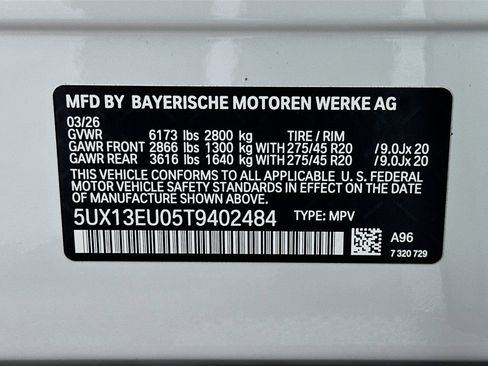 MFD BY BAYERISCHE MOTOREN WERKE AG
03/26
GVWR 6173 lbs 2800 kg TIRE / RIM
GAWR FRONT 2866 lbs 1300 kg WITH 275/45 R20 /9.0Jx 20
GAWR REAR 3616 lbs 1640 kg WITH 275/45 R20 /9.0Jx 20
THIS VEHICLE CONFORMS TO ALL APPLICABLE U. S. FEDERAL
MOTOR VEHICLE SAFETY STANDARDS IN EFFECT ON THE DATE
OF MANUFACTURE SHOWN ABOVE.
5UX13EU05T9402484 TYPE: MPV
A96
7 320 729